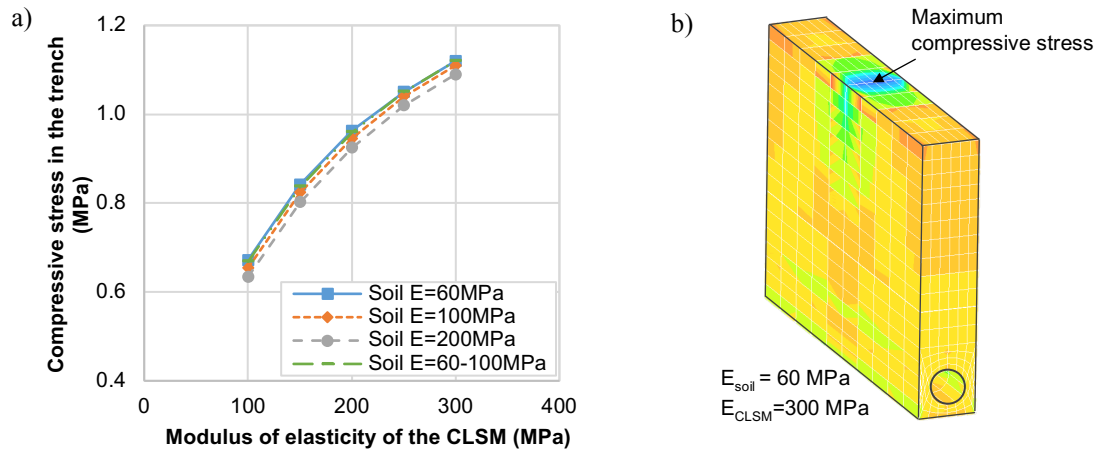 a)
Compressive stress in the trench
(MPa)
1.2
1.0
0.8
0.6
0.4
0
100
200
300
400
Modulus of elasticity of the CLSM (MPa)
Soil E=60MPa
Soil E=100MPa
Soil E=200MPa
Soil E=60-100MPa
b)
Maximum
compressive stress
Esoil = 60 MPa
ECLSM=300 MPa